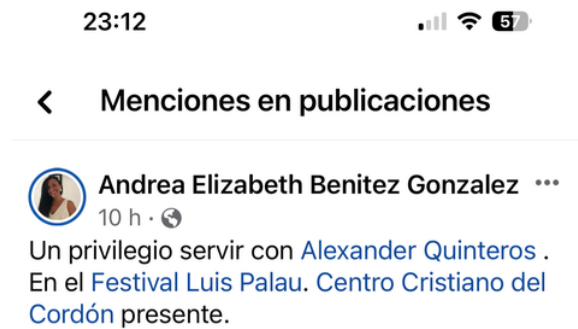 23:12
57
Menciones en publicaciones
Andrea Elizabeth Benitez Gonzalez
10 h ·
Un privilegio servir con Alexander Quinteros .
En el Festival Luis Palau. Centro Cristiano del
Cordón presente.